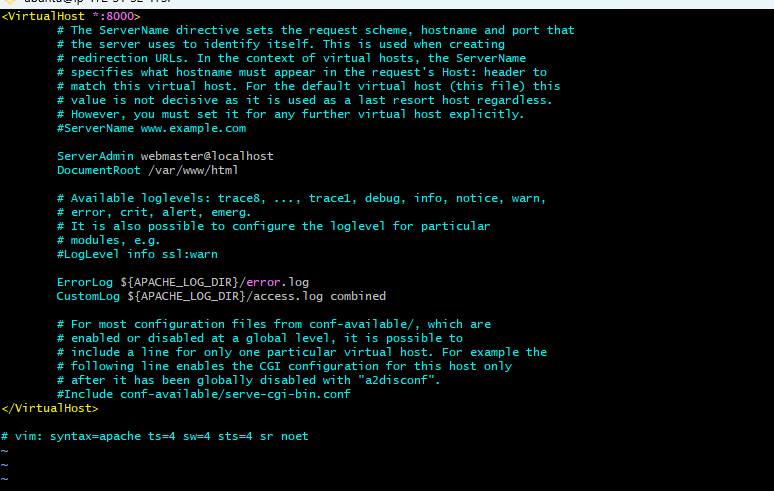 <VirtualHost *:8000>
# The ServerName directive sets the request scheme, hostname and port that
# the server uses to identify itself. This is used when creating
# redirection URLs. In the context of virtual hosts, the ServerName
# specifies what hostname must appear in the request's Host: header to
# match this virtual host. For the default virtual host (this file) this
# value is not decisive as it is used as a last resort host regardless.
# However, you must set it for any further virtual host explicitly.
#ServerName www.example.com
ServerAdmin webmaster@localhost
DocumentRoot /var/www/html
# Available loglevels: trace8, ..., trace1, debug, info, notice, warn,
# error, crit, alert, emerg.
# It is also possible to configure the loglevel for particular
# modules, e.g.
#LogLevel info ssl:warn
ErrorLog ${APACHE_LOG_DIR}/error.log
CustomLog ${APACHE_LOG_DIR}/access.log combined
# For most configuration files from conf-available/, which are
# enabled or disabled at a global level, it is possible to
# include a line for only one particular virtual host. For example the
# following line enables the CGI configuration for this host only
# after it has been globally disabled with "a2disconf".
#Include conf-available/serve-cgi-bin.conf
</VirtualHost>
# vim: syntax=apache ts=4 sw=4 sts=4 sr noet
~
~
~